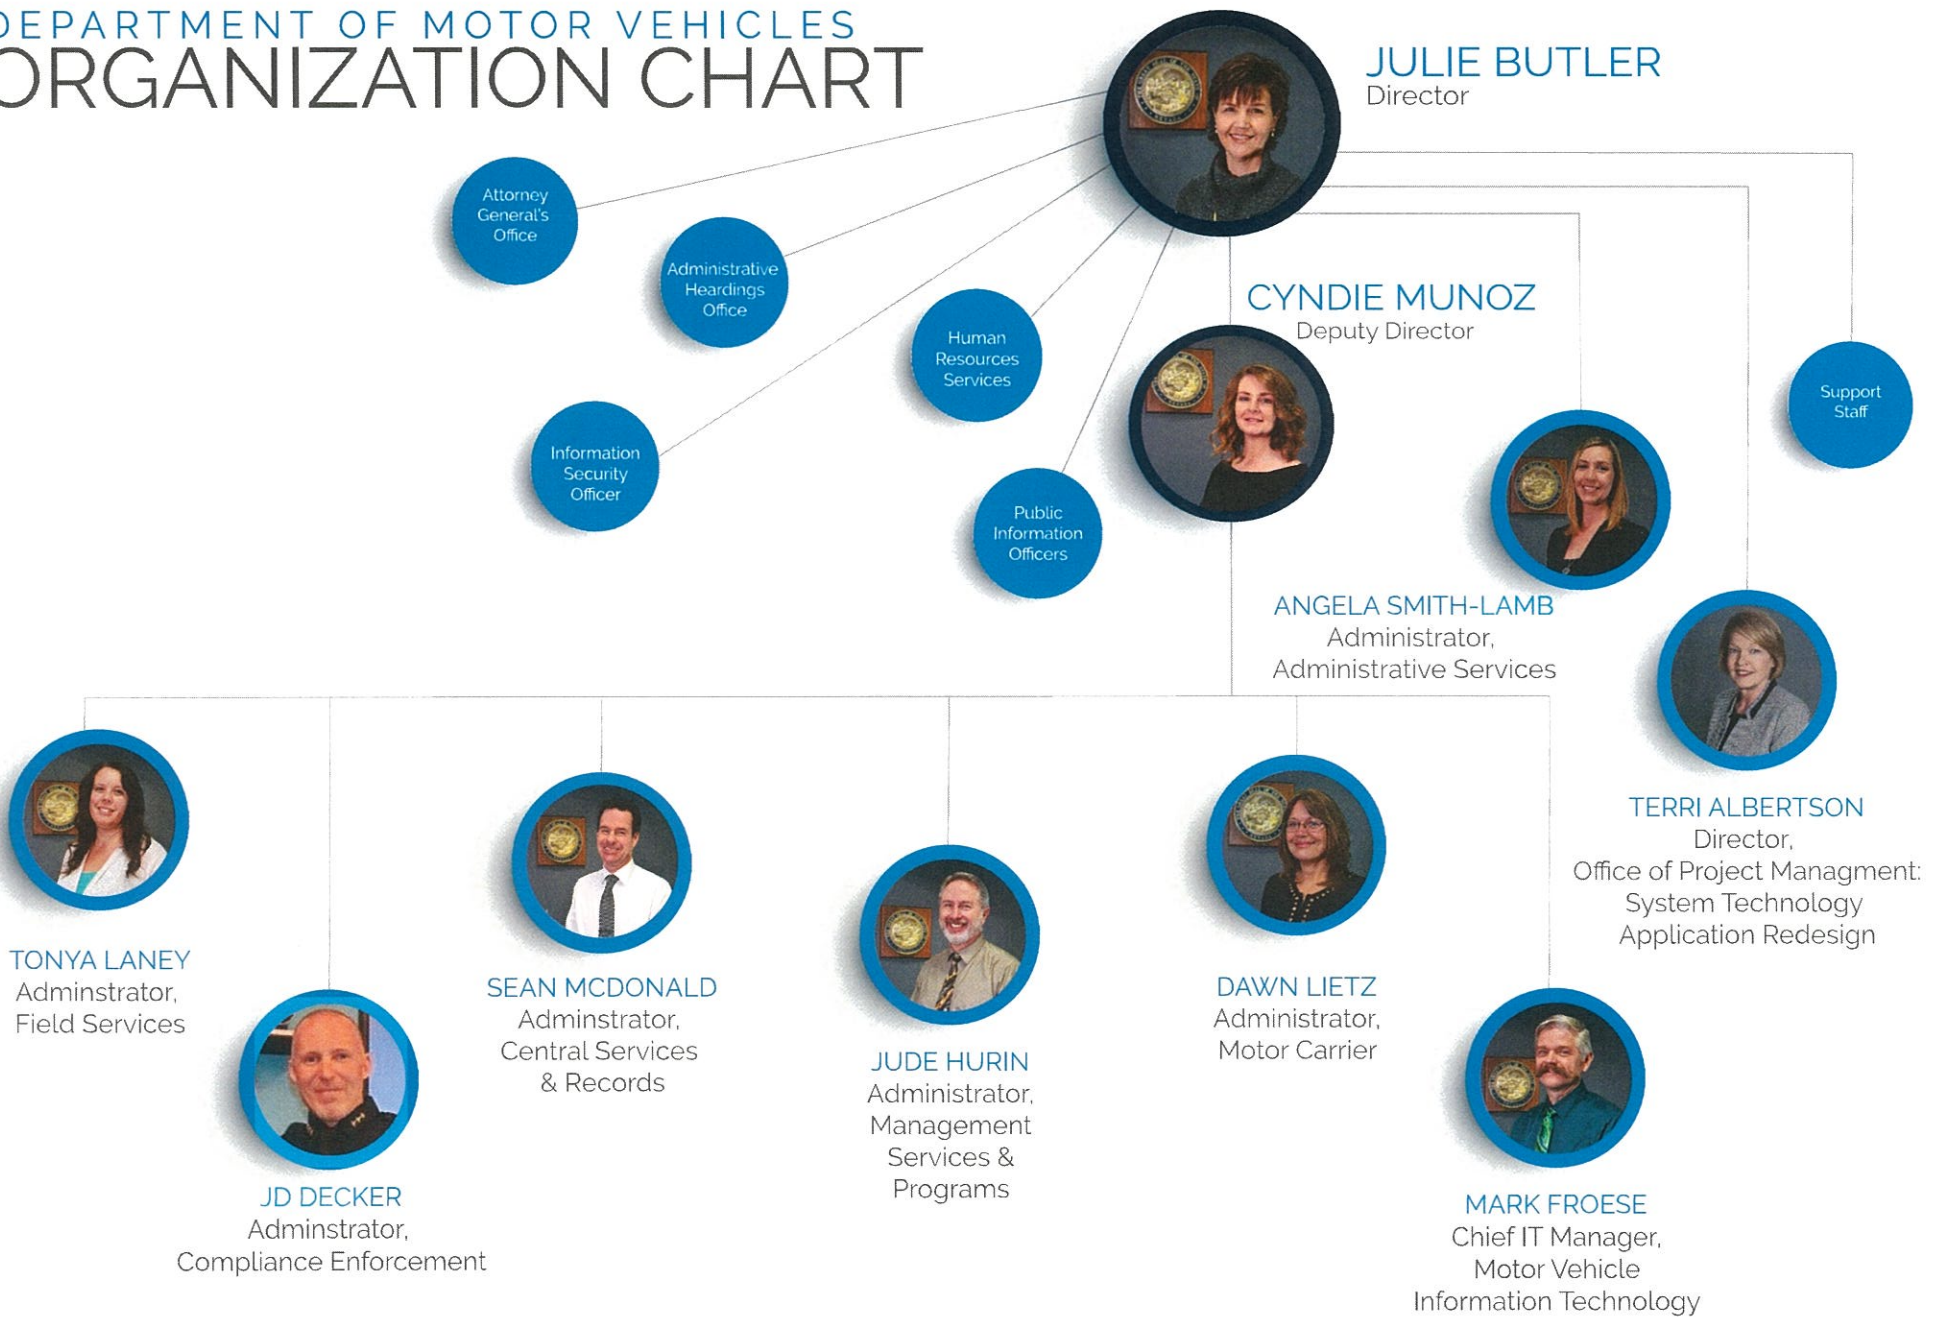 DEPARTMENT OF MOTOR VEHICLES
ORGANIZATION CHART
JULIE BUTLER
Director
Attorney
General's
Office
Administrative
Heardings
Office
Information
Security
Officer
Human
Resources
Services
Public
Information
Officers
CYNDIE MUNOZ
Deputy Director
Support
Staff
ANGELA SMITH-LAMB
Administrator,
Administrative Services
TERRI ALBERTSON
Director,
Office of Project Managment:
System Technology
Application Redesign
TONYA LANEY
Adminstrator,
Field Services
JD DECKER
Adminstrator,
Compliance Enforcement
SEAN MCDONALD
Adminstrator,
Central Services
& Records
JUDE HURIN
Administrator,
Management
Services &
Programs
DAWN LIETZ
Administrator,
Motor Carrier
MARK FROESE
Chief IT Manager,
Motor Vehicle
Information Technology